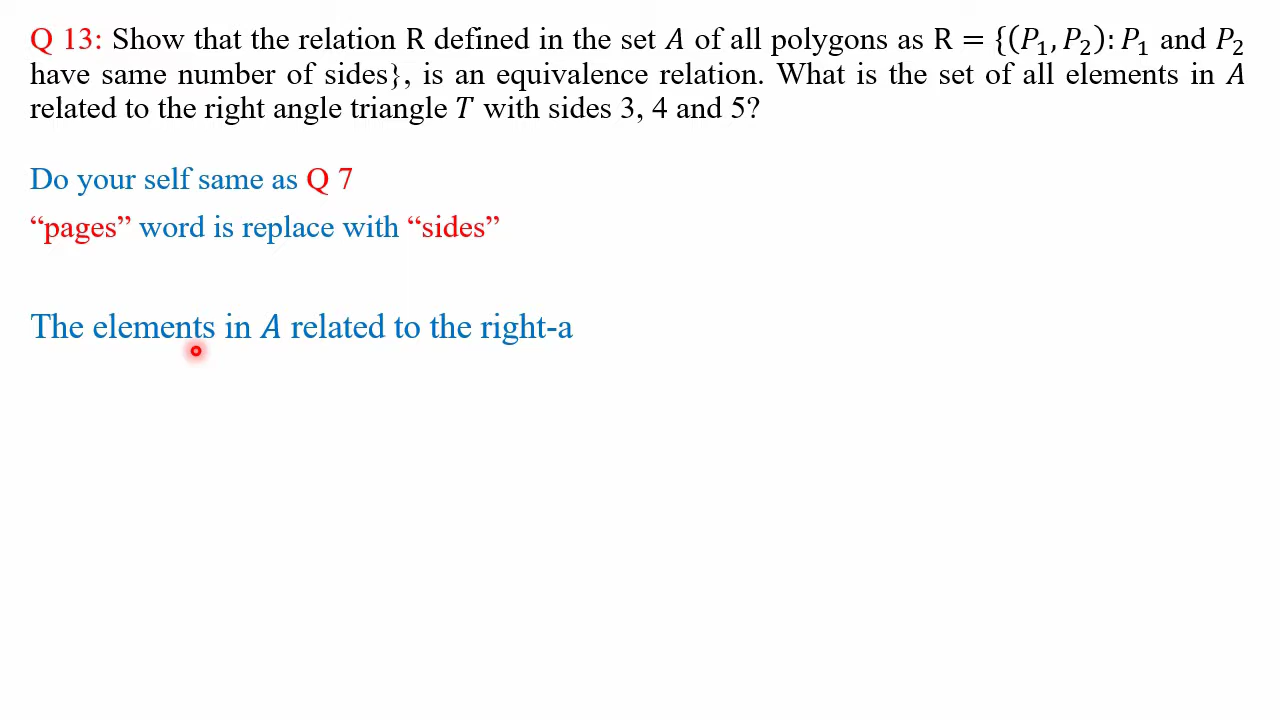 Q 13: Show that the relation R defined in the set A of all polygons as R = {(P₁, P₂): P₁ and P₂
have same number of sides}, is an equivalence relation. What is the set of all elements in A
related to the right angle triangle T with sides 3, 4 and 5?
Do your self same as Q 7
“pages” word is replace with “sides”
The elements in A related to the right-a